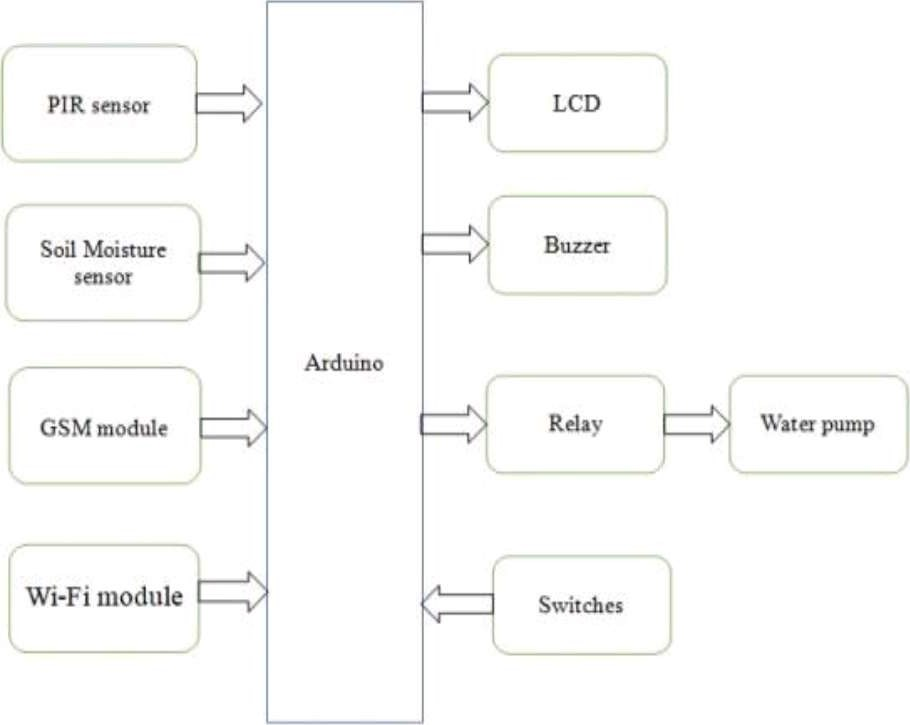 PIR sensor
LCD
Soil Moisture
sensor
Buzzer
Arduino
GSM module
Relay
Water pump
Wi-Fi module
Switches